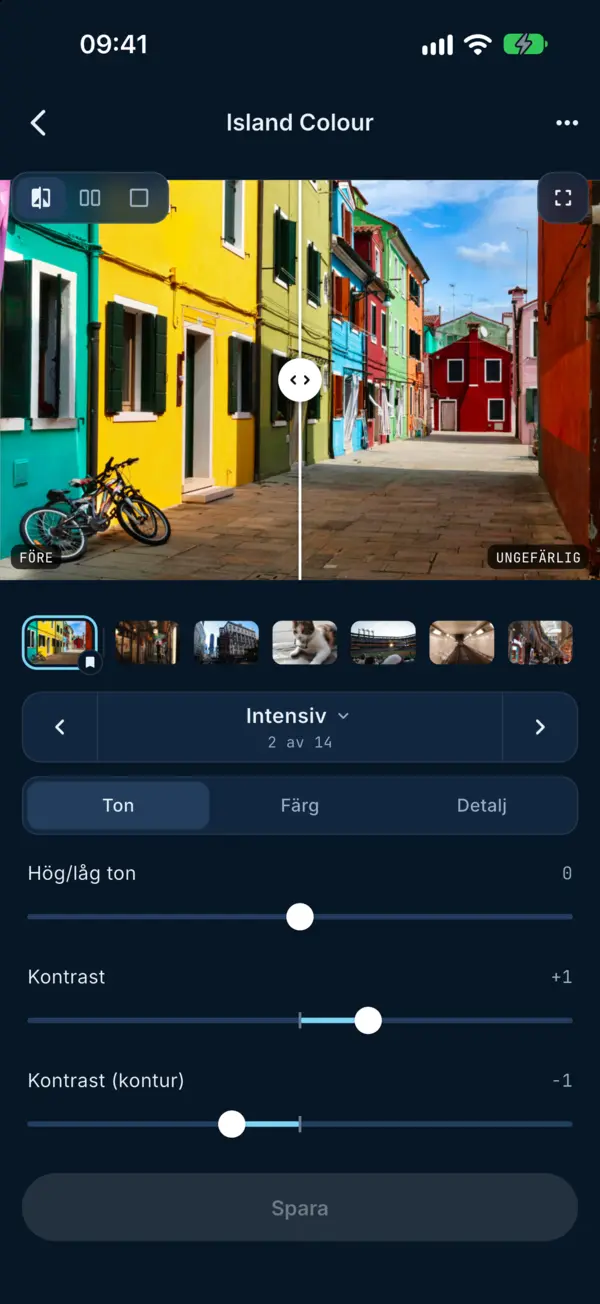 09:41
Island Colour
FÖRE
UNGEFÄRLIG
Intensiv
2 av 14
Ton
Färg
Detalj
Hög/låg ton
0
Kontrast
+1
Kontrast (kontur)
-1
Spara